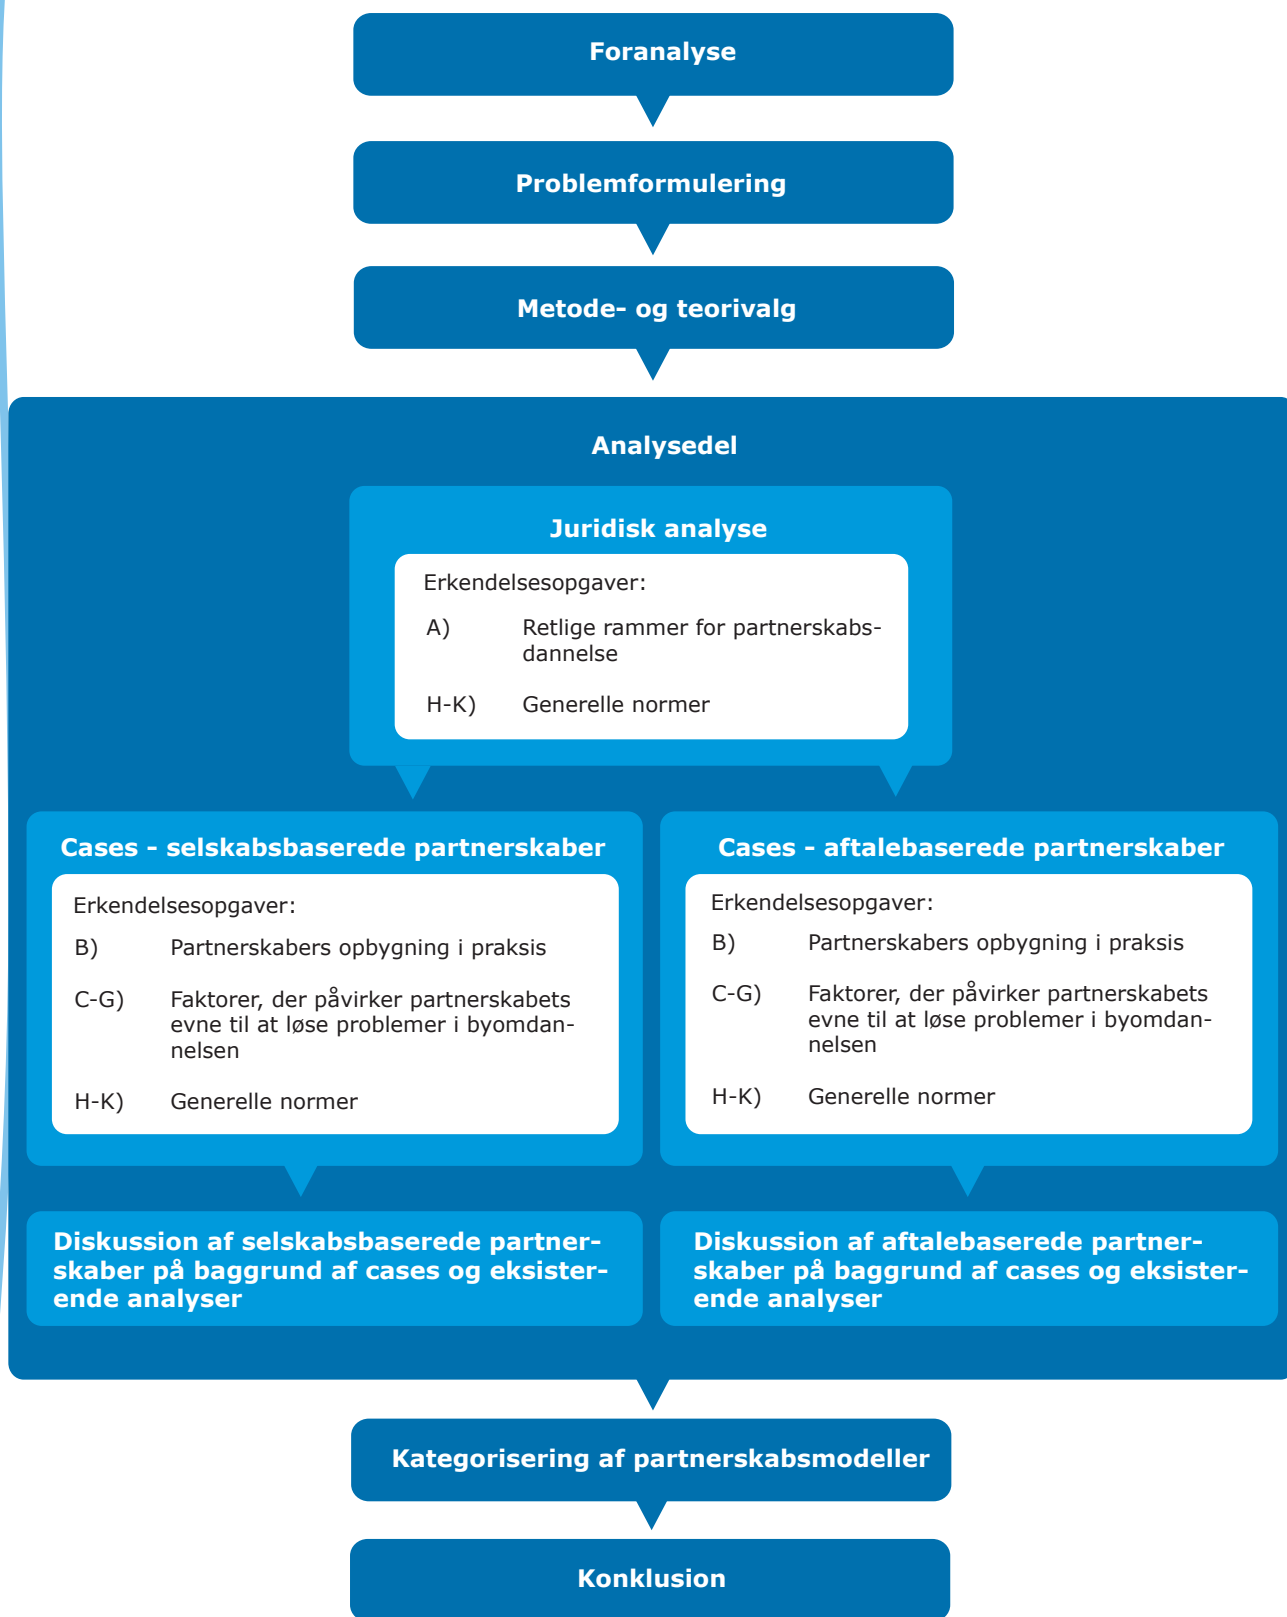 Foranalyse
Problemformulering
Metode- og teorivalg
Analysedel
Juridisk analyse
Erkendelsesopgaver:
A) Retlige rammer for partnerskabs-
dannelse
H-K) Generelle normer
Cases - selskabsbaserede partnerskaber
Erkendelsesopgaver:
B) Partnerskabers opbygning i praksis
C-G) Faktorer, der påvirker partnerskabets
evne til at løse problemer i byomdan-
nelsen
H-K) Generelle normer
Cases - aftalebaserede partnerskaber
Erkendelsesopgaver:
B) Partnerskabers opbygning i praksis
C-G) Faktorer, der påvirker partnerskabets
evne til at løse problemer i byomdan-
nelsen
H-K) Generelle normer
Diskussion af selskabsbaserede partner-
skaber på baggrund af cases og eksister-
ende analyser
Diskussion af aftalebaserede partner-
skaber på baggrund af cases og eksister-
ende analyser
Kategorisering af partnerskabsmodeller
Konklusion